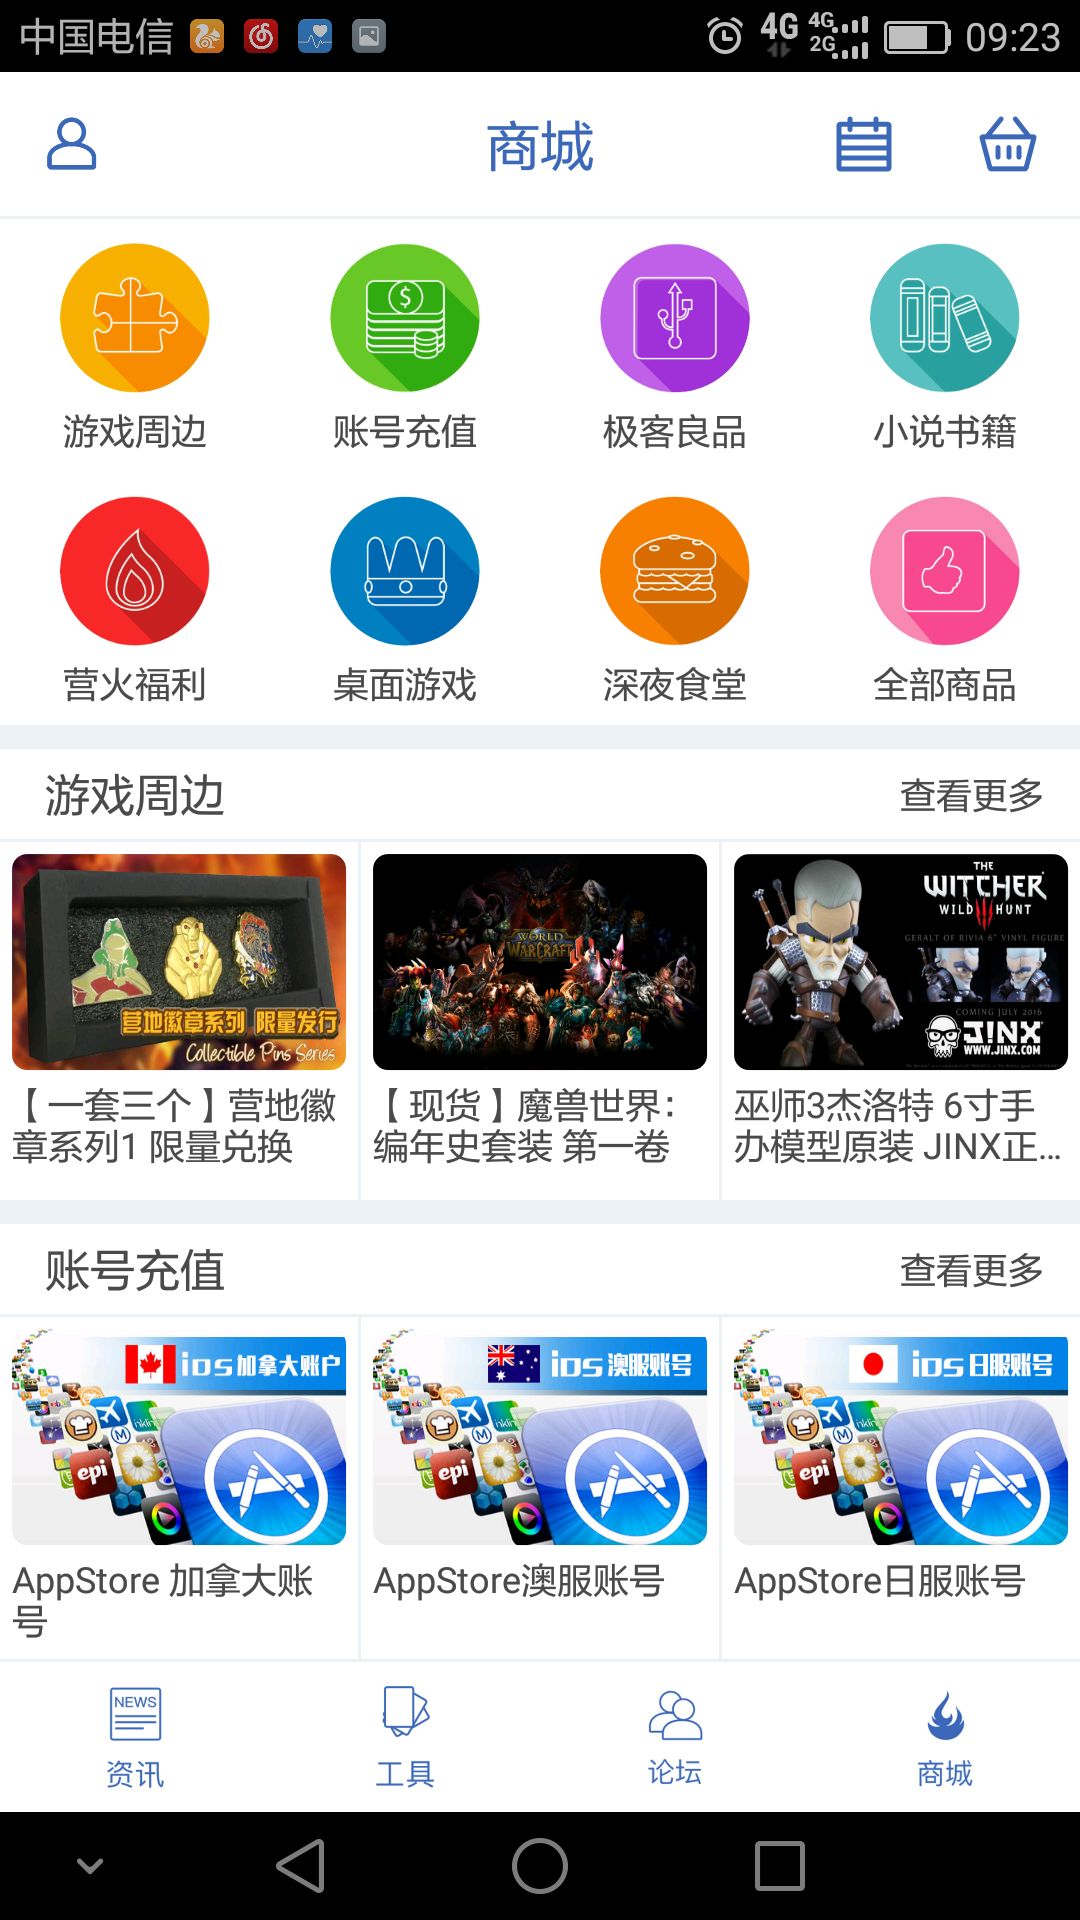 中国电信
4G 4G 2G 09:23
商城
游戏周边 账号充值 极客良品 小说书籍
营火福利 桌面游戏 深夜食堂 全部商品
游戏周边 查看更多
营地徽章系列 限量发行
Collectible Pins Series
WORLD
WARCRAFT
THE
WITCHER
WILD HUNT
GERALT OF RIVIA 6" VINYL FIGURE
COMING JULY 2016
J!NX
WWW.JINX.COM
【一套三个】营地徽
章系列1 限量兑换
【现货】魔兽世界：
编年史套装 第一卷
巫师3杰洛特 6寸手
办模型原装 JINX正...
账号充值 查看更多
ios加拿大账户
epi
ios澳服账号
epi
ios日服账号
epi
AppStore 加拿大账
号
AppStore澳服账号
AppStore日服账号
NEWS
资讯 工具 论坛 商城